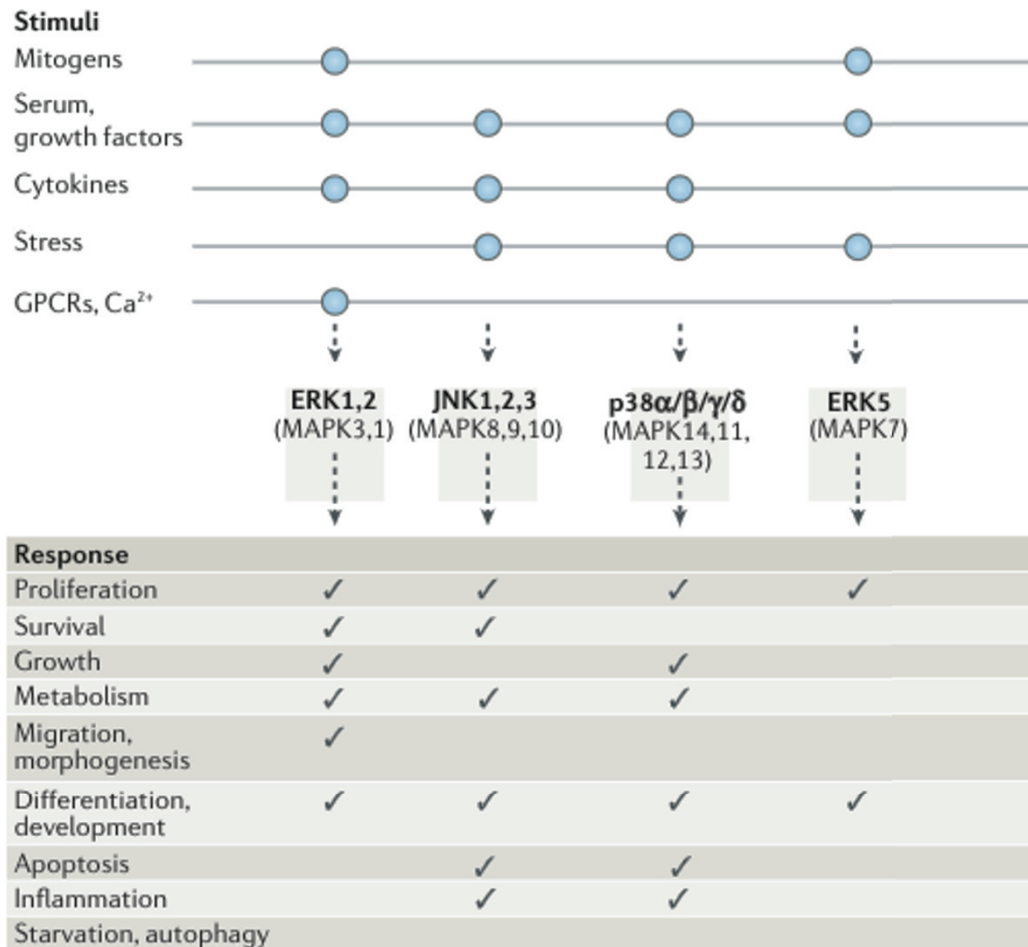 Stimuli
Mitogens
Serum,
growth factors
Cytokines
Stress
GPCRs, Ca²⁺
ERK1,2
(MAPK3,1)
JNK1,2,3
(MAPK8,9,10)
p38α/β/γ/δ
(MAPK14,11,
12,13)
ERK5
(MAPK7)
Response
Proliferation ✓ ✓ ✓ ✓
Survival ✓ ✓
Growth ✓ ✓
Metabolism ✓ ✓ ✓
Migration, ✓
morphogenesis
Differentiation, ✓ ✓ ✓ ✓
development
Apoptosis ✓ ✓
Inflammation ✓ ✓
Starvation, autophagy